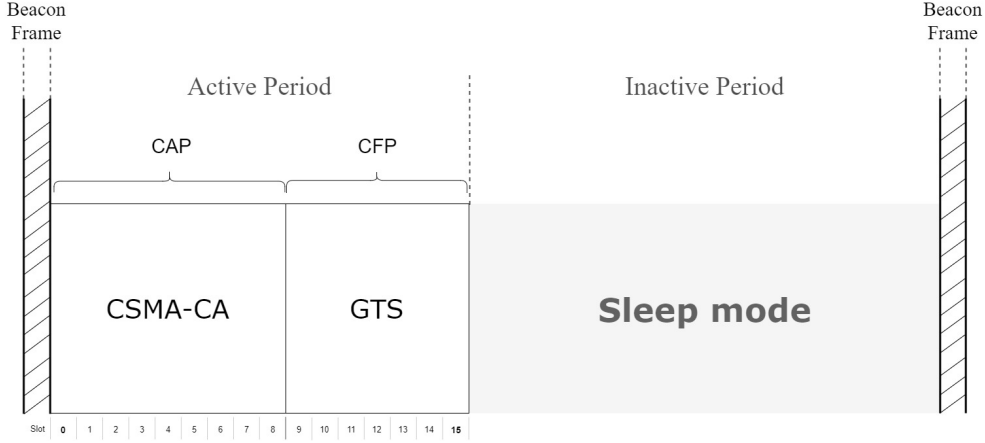 Beacon
Frame
Beacon
Frame
Active Period
Inactive Period
CAP
CFP
CSMA-CA
GTS
Sleep mode
Slot 0 1 2 3 4 5 6 7 8 9 10 11 12 13 14 15